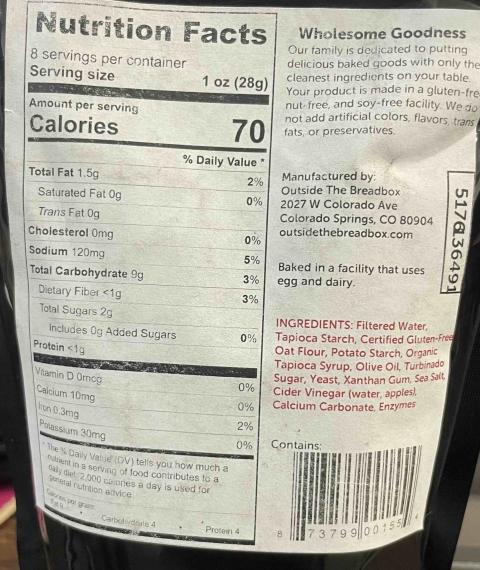 Nutrition Facts
8 servings per container
Serving size 1 oz (28g)
Amount per serving
Calories 70
% Daily Value *
Total Fat 1.5g 2%
Saturated Fat 0g 0%
Trans Fat 0g
Cholesterol 0mg 0%
Sodium 120mg 5%
Total Carbohydrate 9g 3%
Dietary Fiber <1g 3%
Total Sugars 2g
Includes 0g Added Sugars 0%
Protein <1g
Vitamin D 0mcg 0%
Calcium 10mg 0%
Iron 0.3mg 2%
Potassium 30mg 0%
* The % Daily Value (DV) tells you how much a
nutrient in a serving of food contributes to a
daily diet. 2,000 calories a day is used for
general nutrition advice.
Calories per gram:
Carbohydrate 4 • Protein 4
Wholesome Goodness
Our family is dedicated to putting
delicious baked goods with only the
cleanest ingredients on your table.
Your product is made in a gluten-fre
nut-free, and soy-free facility. We do
not add artificial colors, flavors, trans
fats, or preservatives.
Manufactured by:
Outside The Breadbox
2027 W Colorado Ave
Colorado Springs, CO 80904
outsidethebreadbox.com
Baked in a facility that uses
egg and dairy.
INGREDIENTS: Filtered Water,
Tapioca Starch, Certified Gluten-Free
Oat Flour, Potato Starch, Organic
Tapioca Syrup, Olive Oil, Turbinado
Sugar, Yeast, Xanthan Gum, Sea Salt,
Cider Vinegar (water, apples),
Calcium Carbonate, Enzymes
Contains:
8 73799 00155 4